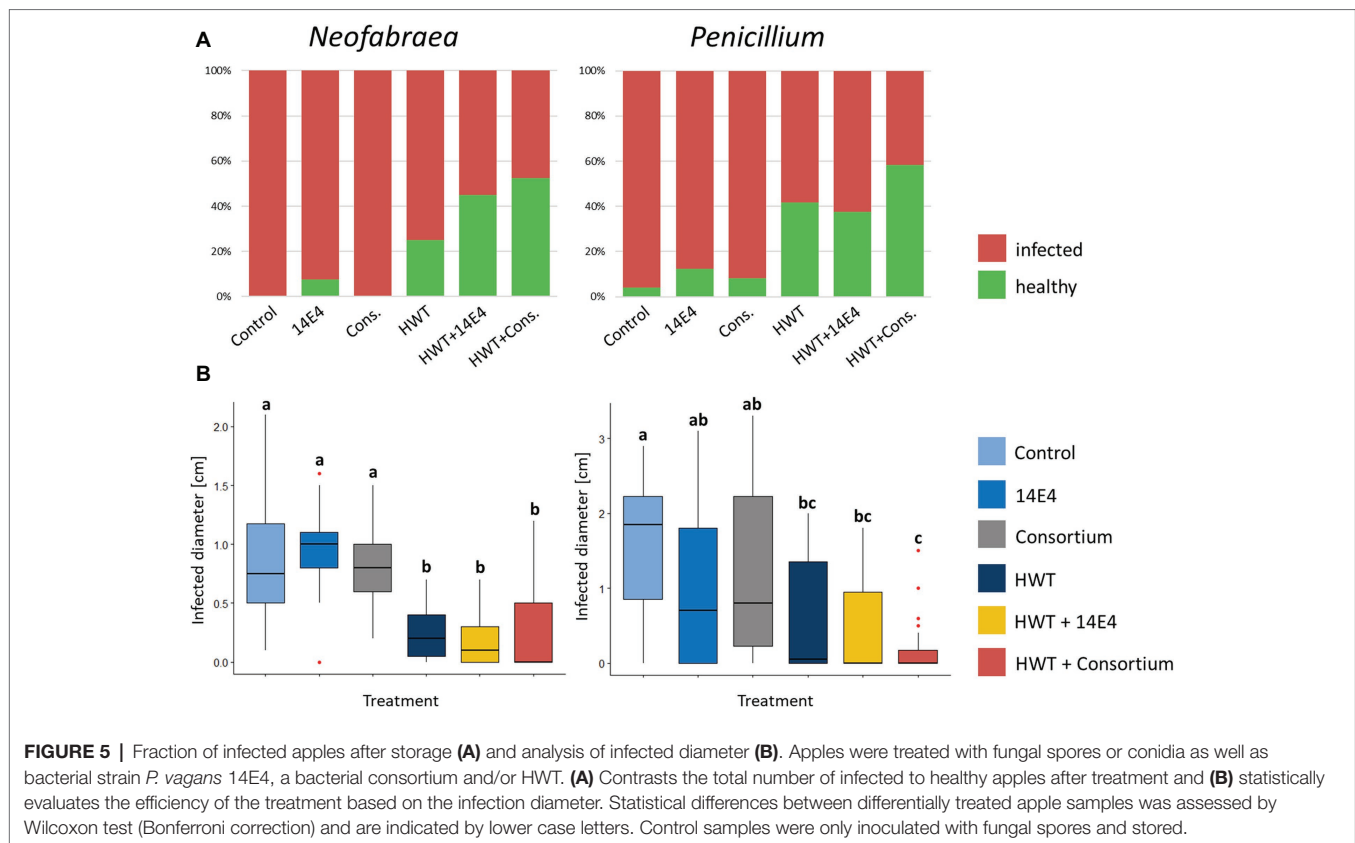 A
Neofabraea
Penicillium
100%
80%
60%
40%
20%
0%
Control
14E4
Cons.
HWT
HWT+14E4
HWT+Cons.
100%
80%
60%
40%
20%
0%
Control
14E4
Cons.
HWT
HWT+14E4
HWT+Cons.
infected
healthy
B
Infected diameter [cm]
2.0
1.5
1.0
0.5
0.0
a
a
a
b
b
b
Treatment
Infected diameter [cm]
3
2
1
0
a
ab
ab
bc
bc
c
Treatment
Control
14E4
Consortium
HWT
HWT + 14E4
HWT + Consortium
FIGURE 5 | Fraction of infected apples after storage (A) and analysis of infected diameter (B). Apples were treated with fungal spores or conidia as well as
bacterial strain P. vagans 14E4, a bacterial consortium and/or HWT. (A) Contrasts the total number of infected to healthy apples after treatment and (B) statistically
evaluates the efficiency of the treatment based on the infection diameter. Statistical differences between differentially treated apple samples was assessed by
Wilcoxon test (Bonferroni correction) and are indicated by lower case letters. Control samples were only inoculated with fungal spores and stored.